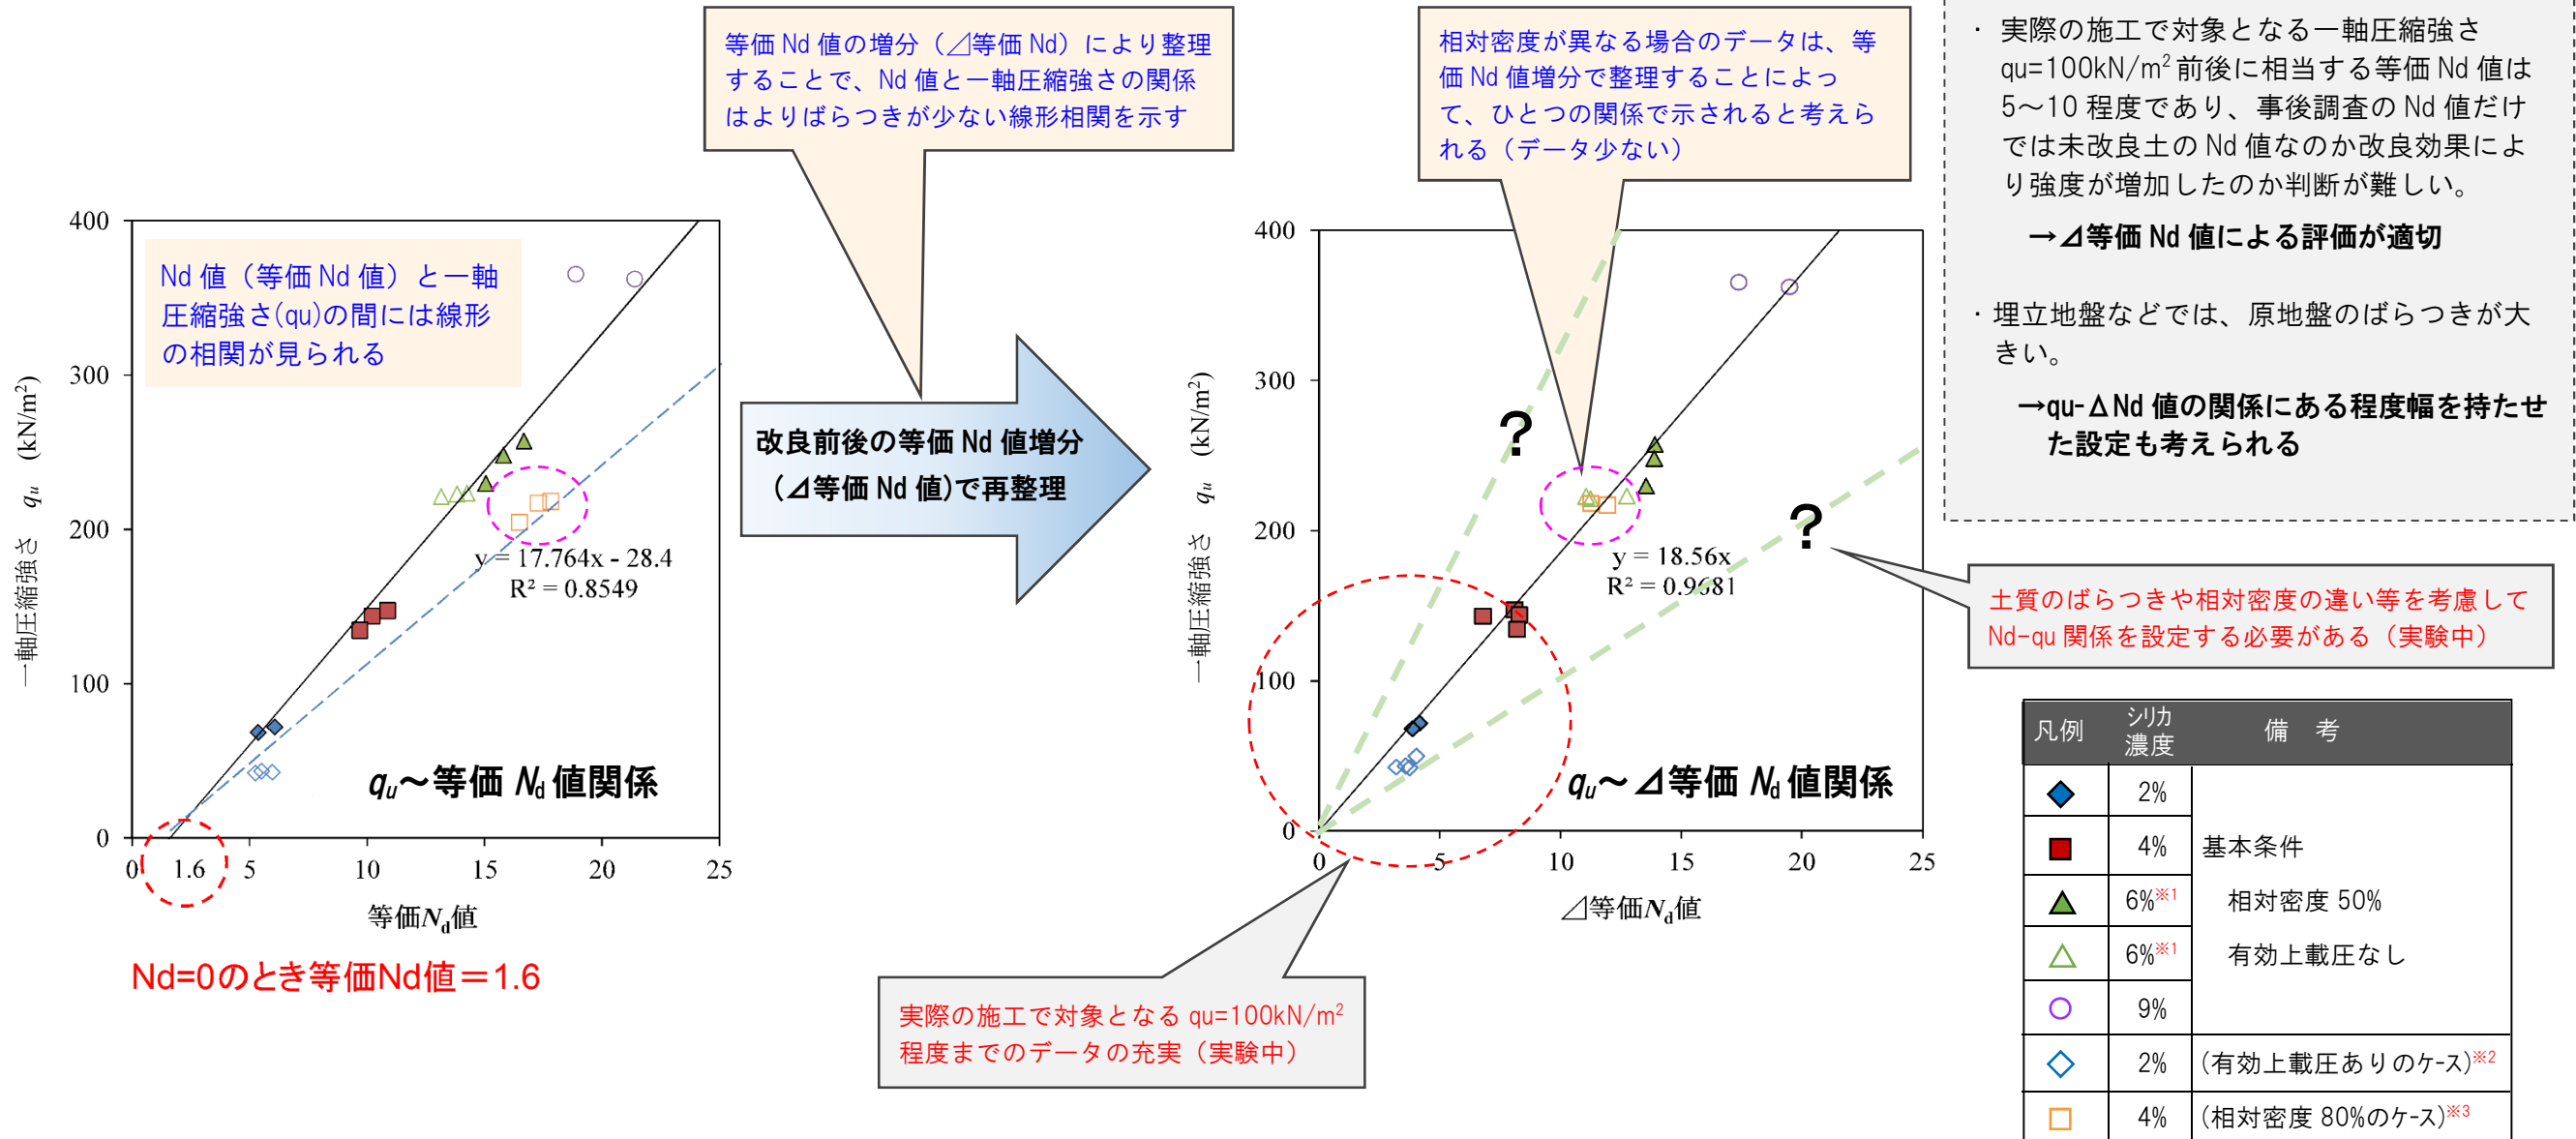 等価 Nd 値の増分（⊿等価 Nd）により整理
することで、Nd 値と一軸圧縮強さの関係
はよりばらつきが少ない線形相関を示す
相対密度が異なる場合のデータは、等
価 Nd 値増分で整理することによっ
て、ひとつの関係で示されると考えら
れる（データ少ない）
・ 実際の施工で対象となる一軸圧縮強さ
qu=100kN/m²前後に相当する等価 Nd 値は
5～10 程度であり、事後調査の Nd 値だけ
では未改良土の Nd 値なのか改良効果によ
り強度が増加したのか判断が難しい。
→⊿等価 Nd 値による評価が適切
・埋立地盤などでは、原地盤のばらつきが大
きい。
→qu-ΔNd 値の関係にある程度幅を持たせ
た設定も考えられる
Nd 値（等価 Nd 値）と一軸
圧縮強さ(qu)の間には線形
の相関が見られる
400
300
200
100
0
一軸圧縮強さ qu (kN/m²)
y = 17.764x - 28.4
R² = 0.8549
qu～等価 Nd 値関係
0
1.6
5
10
15
20
25
等価Nd値
Nd=0のとき等価Nd値＝1.6
改良前後の等価 Nd 値増分
（⊿等価 Nd 値)で再整理
400
300
200
100
0
一軸圧縮強さ qu (kN/m²)
?
?
y = 18.56x
R² = 0.9681
qu～⊿等価 Nd 値関係
0
5
10
15
20
25
⊿等価Nd値
実際の施工で対象となる qu=100kN/m²
程度までのデータの充実（実験中）
土質のばらつきや相対密度の違い等を考慮して
Nd-qu 関係を設定する必要がある（実験中）
凡例 シリカ濃度 備 考
2%
4% 基本条件
6%※1 相対密度 50%
6%※1 有効上載圧なし
9%
2% (有効上載圧ありのケース)※2
4% (相対密度 80%のケース)※3